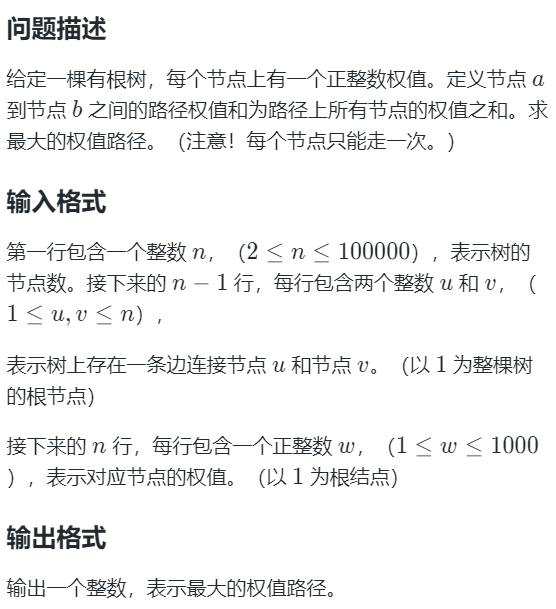 问题描述
给定一棵有根树，每个节点上有一个正整数权值。定义节点 a
到节点 b 之间的路径权值和为路径上所有节点的权值之和。求
最大的权值路径。（注意！每个节点只能走一次。）
输入格式
第一行包含一个整数 n，（2 ≤ n ≤ 100000），表示树的
节点数。接下来的 n − 1 行，每行包含两个整数 u 和 v，（
1 ≤ u, v ≤ n），
表示树上存在一条边连接节点 u 和节点 v。（以 1 为整棵树
的根节点）
接下来的 n 行，每行包含一个正整数 w，（1 ≤ w ≤ 1000
），表示对应节点的权值。（以 1 为根结点）
输出格式
输出一个整数，表示最大的权值路径。